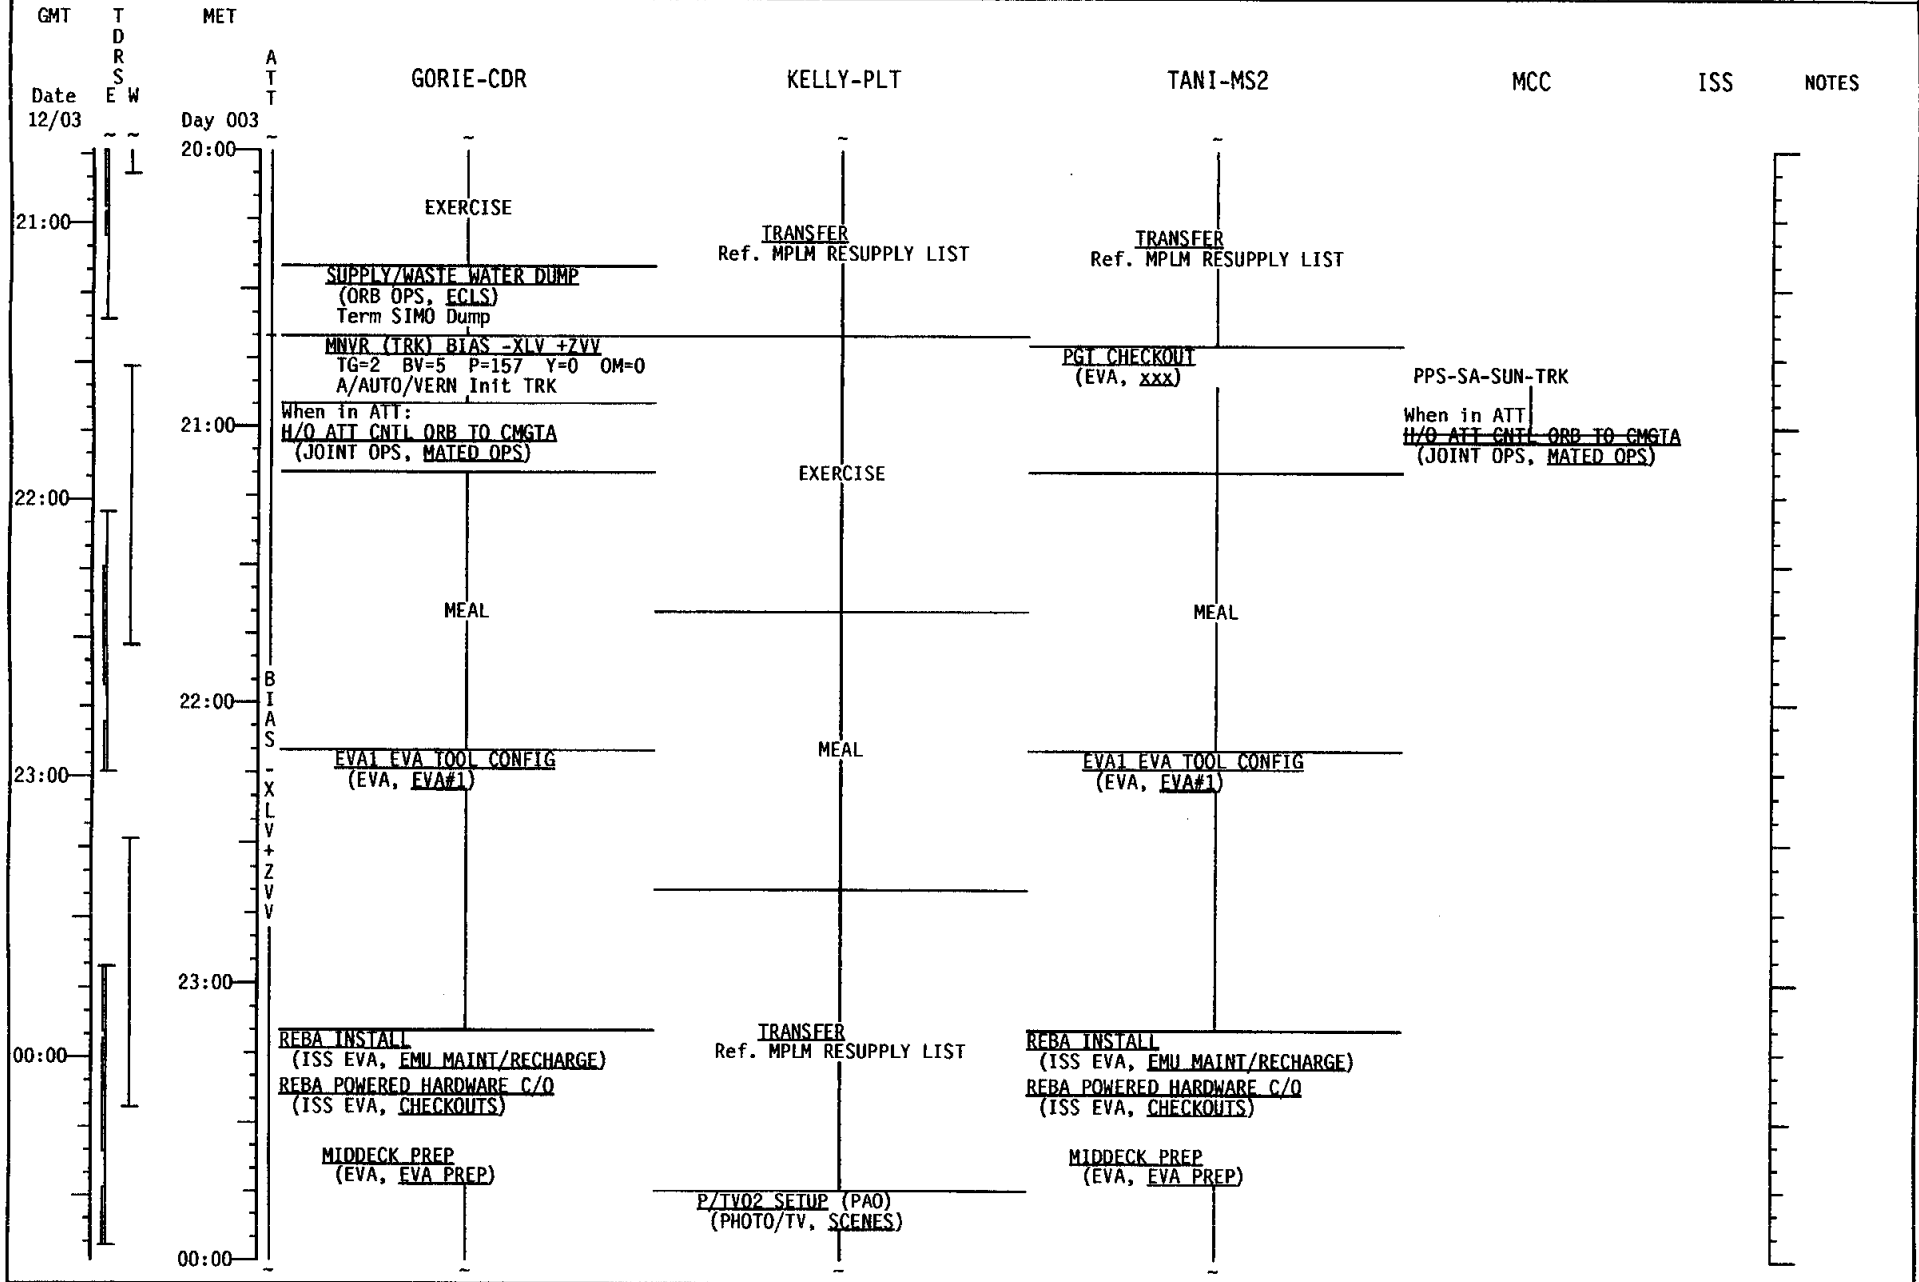 GMT
TDRS
MET
Date
E W
ATT
GORIE-CDR
KELLY-PLT
TANI-MS2
MCC
ISS
NOTES
12/03
Day 003
~ ~ ~ ~ ~ ~
20:00
21:00
EXERCISE
TRANSFER
Ref. MPLM RESUPPLY LIST
TRANSFER
Ref. MPLM RESUPPLY LIST
SUPPLY/WASTE WATER DUMP
(ORB OPS, ECLS)
Term SIMO Dump
MNVR (TRK) BIAS -XLV +ZVV
TG=2 BV=5 P=157 Y=0 OM=0
A/AUTO/VERN Init TRK
PGT CHECKOUT
(EVA, xxx)
PPS-SA-SUN-TRK
21:00
When in ATT:
H/O ATT CNTL ORB TO CMGTA
(JOINT OPS, MATED OPS)
When in ATT
H/O ATT CNTL ORB TO CMGTA
(JOINT OPS, MATED OPS)
EXERCISE
22:00
MEAL
MEAL
BIAS -XLV+ZVV
22:00
MEAL
EVA1 EVA TOOL CONFIG
(EVA, EVA#1)
EVA1 EVA TOOL CONFIG
(EVA, EVA#1)
23:00
23:00
REBA INSTALL
(ISS EVA, EMU MAINT/RECHARGE)
REBA POWERED HARDWARE C/O
(ISS EVA, CHECKOUTS)
TRANSFER
Ref. MPLM RESUPPLY LIST
REBA INSTALL
(ISS EVA, EMU MAINT/RECHARGE)
REBA POWERED HARDWARE C/O
(ISS EVA, CHECKOUTS)
00:00
MIDDECK PREP
(EVA, EVA PREP)
MIDDECK PREP
(EVA, EVA PREP)
P/TV02 SETUP (PAO)
(PHOTO/TV, SCENES)
00:00
~ ~ ~